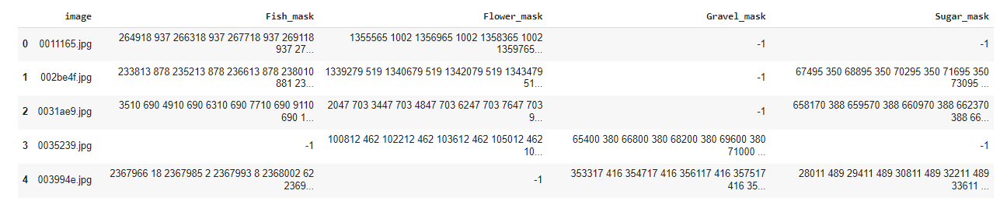 image Fish_mask Flower_mask Gravel_mask Sugar_mask
0 0011165.jpg 264918 937 266318 937 267718 937 269118 937 27... 1355565 1002 1356965 1002 1358365 1002 1359765... -1 -1
1 002be4f.jpg 233813 878 235213 878 236613 878 238010 881 23... 1339279 519 1340679 519 1342079 519 1343479 51... -1 67495 350 68895 350 70295 350 71695 350 73095 ...
2 0031ae9.jpg 3510 690 4910 690 6310 690 7710 690 9110 690 1... 2047 703 3447 703 4847 703 6247 703 7647 703 9... -1 658170 388 659570 388 660970 388 662370 388 66...
3 0035239.jpg -1 100812 462 102212 462 103612 462 105012 462 10... 65400 380 66800 380 68200 380 69600 380 71000 ... -1
4 003994e.jpg 2367966 18 2367985 2 2367993 8 2368002 62 2369... -1 353317 416 354717 416 356117 416 357517 416 35... 28011 489 29411 489 30811 489 32211 489 33611 ...